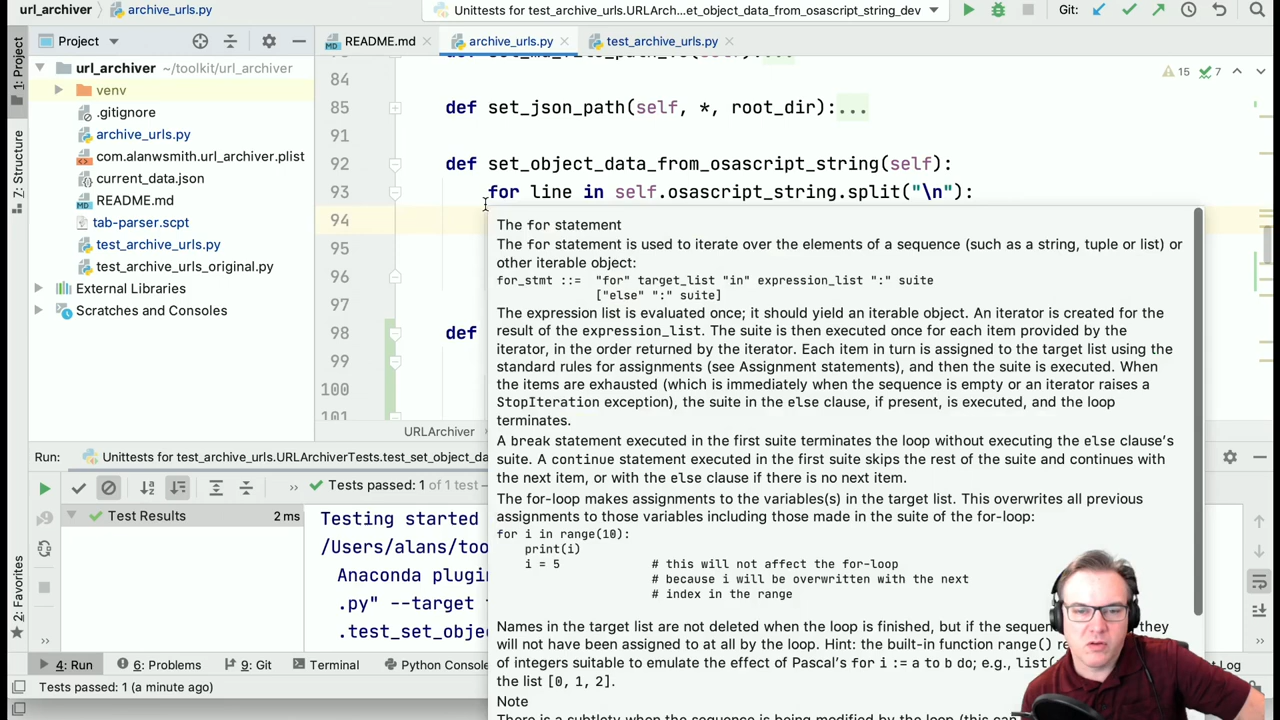 url_archiver
archive_urls.py
Unittests for test_archive_urls.URLArch...et_object_data_from_osascript_string_dev
Git:
1: Project
7: Structure
2: Favorites
Project
url_archiver ~/toolkit/url_archiver
venv
.gitignore
archive_urls.py
com.alanwsmith.url_archiver.plist
current_data.json
README.md
tab-parser.scpt
test_archive_urls.py
test_archive_urls_original.py
External Libraries
Scratches and Consoles
README.md
archive_urls.py
test_archive_urls.py
15 7
84
85 def set_json_path(self, *, root_dir):...
91
92 def set_object_data_from_osascript_string(self):
93 for line in self.osascript_string.split("\n"):
94
95
96
97
98 def
99
100
101
The for statement
The for statement is used to iterate over the elements of a sequence (such as a string, tuple or list) or
other iterable object:
for_stmt ::= "for" target_list "in" expression_list ":" suite
["else" ":" suite]
The expression list is evaluated once; it should yield an iterable object. An iterator is created for the
result of the expression_list. The suite is then executed once for each item provided by the
iterator, in the order returned by the iterator. Each item in turn is assigned to the target list using the
standard rules for assignments (see Assignment statements), and then the suite is executed. When
the items are exhausted (which is immediately when the sequence is empty or an iterator raises a
StopIteration exception), the suite in the else clause, if present, is executed, and the loop
terminates.
A break statement executed in the first suite terminates the loop without executing the else clause's
suite. A continue statement executed in the first suite skips the rest of the suite and continues with
the next item, or with the else clause if there is no next item.
The for-loop makes assignments to the variables(s) in the target list. This overwrites all previous
assignments to those variables including those made in the suite of the for-loop:
for i in range(10):
print(i)
i = 5 # this will not affect the for-loop
# because i will be overwritten with the next
# index in the range
Names in the target list are not deleted when the loop is finished, but if the sequen they
will not have been assigned to at all by the loop. Hint: the built-in function range() re
of integers suitable to emulate the effect of Pascal's for i := a to b do; e.g., list(
the list [0, 1, 2].
Note
There is a subtlety when the sequence is being modified by the loop (this can
URLArchiver
Run: Unittests for test_archive_urls.URLArchiverTests.test_set_object_da
Tests passed: 1 of 1 test –
Test Results 2 ms
Testing started
/Users/alans/too
Anaconda plugin
.py" --target
.test_set_objec
4: Run
6: Problems
9: Git
Terminal
Python Console
t Log
Tests passed: 1 (a minute ago)